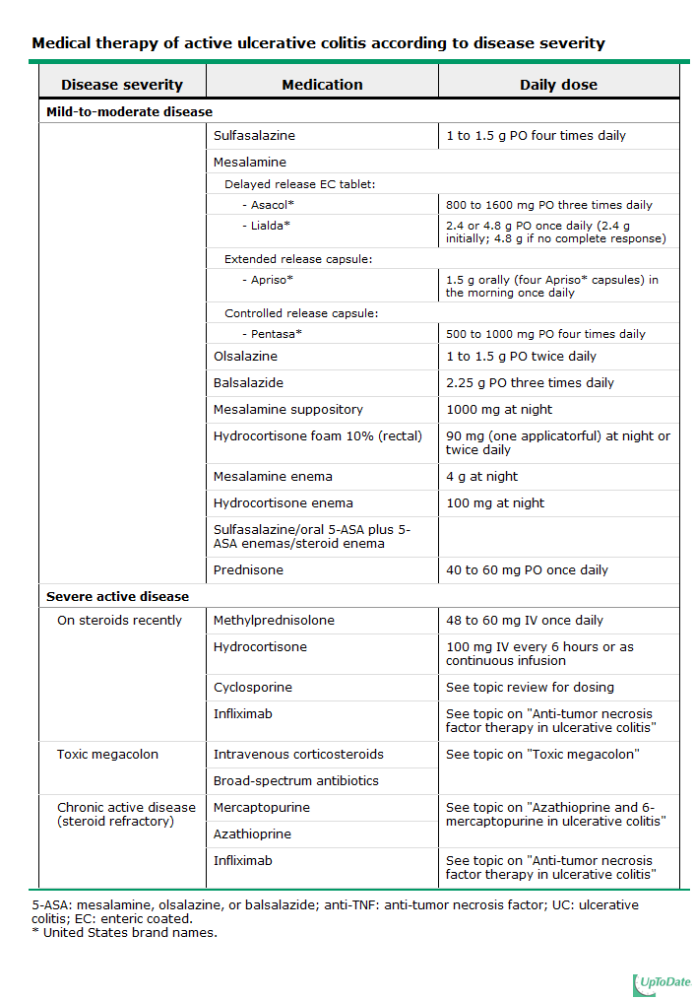 Medical therapy of active ulcerative colitis according to disease severity
Disease severity Medication Daily dose
Mild-to-moderate disease
Sulfasalazine 1 to 1.5 g PO four times daily
Mesalamine
Delayed release EC tablet:
- Asacol* 800 to 1600 mg PO three times daily
- Lialda* 2.4 or 4.8 g PO once daily (2.4 g
initially; 4.8 g if no complete response)
Extended release capsule:
- Apriso* 1.5 g orally (four Apriso* capsules) in
the morning once daily
Controlled release capsule:
- Pentasa* 500 to 1000 mg PO four times daily
Olsalazine 1 to 1.5 g PO twice daily
Balsalazide 2.25 g PO three times daily
Mesalamine suppository 1000 mg at night
Hydrocortisone foam 10% (rectal) 90 mg (one applicatorful) at night or
twice daily
Mesalamine enema 4 g at night
Hydrocortisone enema 100 mg at night
Sulfasalazine/oral 5-ASA plus 5-
ASA enemas/steroid enema
Prednisone 40 to 60 mg PO once daily
Severe active disease
On steroids recently Methylprednisolone 48 to 60 mg IV once daily
Hydrocortisone 100 mg IV every 6 hours or as
continuous infusion
Cyclosporine See topic review for dosing
Infliximab See topic on "Anti-tumor necrosis
factor therapy in ulcerative colitis"
Toxic megacolon Intravenous corticosteroids See topic on "Toxic megacolon"
Broad-spectrum antibiotics
Chronic active disease Mercaptopurine See topic on "Azathioprine and 6-
(steroid refractory) mercaptopurine in ulcerative colitis"
Azathioprine
Infliximab See topic on "Anti-tumor necrosis
factor therapy in ulcerative colitis"
5-ASA: mesalamine, olsalazine, or balsalazide; anti-TNF: anti-tumor necrosis factor; UC: ulcerative
colitis; EC: enteric coated.
* United States brand names.
UpToDate